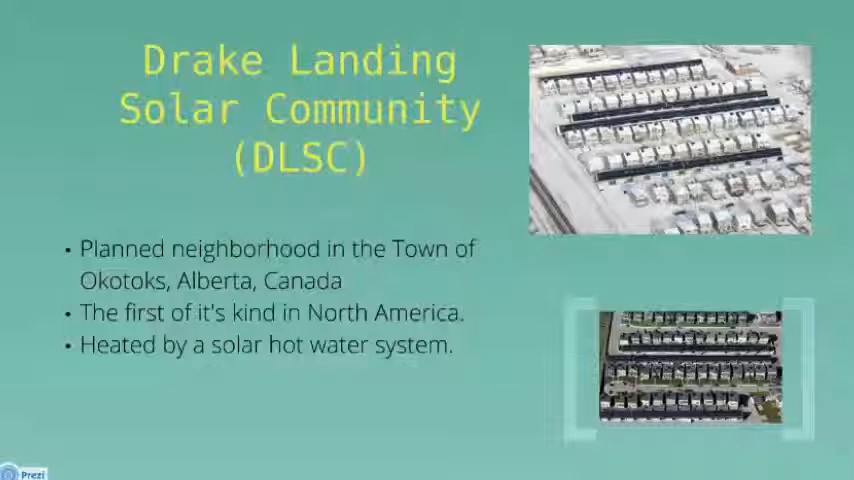 Drake Landing
Solar Community
(DLSC)
• Planned neighborhood in the Town of
Okotoks, Alberta, Canada
• The first of it's kind in North America.
• Heated by a solar hot water system.
Prezi